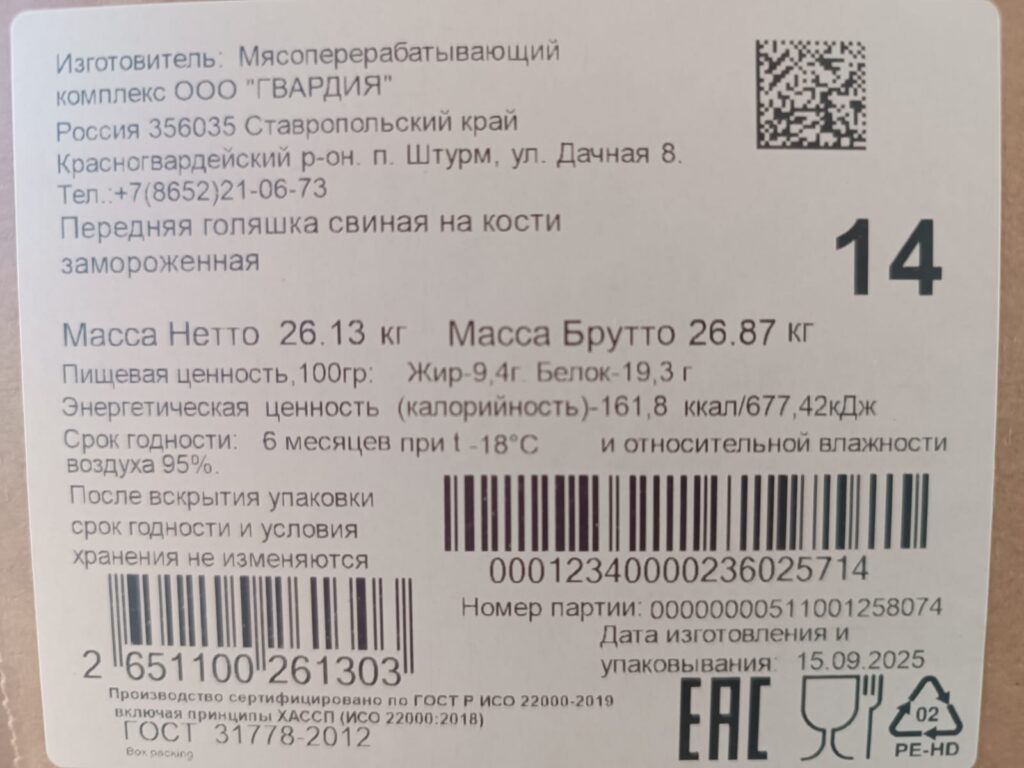 Изготовитель: Мясоперерабатывающий
комплекс ООО "ГВАРДИЯ"
Россия 356035 Ставропольский край
Красногвардейский р-он. п. Штурм, ул. Дачная 8.
Тел.:+7(8652)21-06-73
Передняя голяшка свиная на кости
замороженная
14
Масса Нетто 26.13 кг Масса Брутто 26.87 кг
Пищевая ценность,100гр: Жир-9,4г Белок-19,3 г
Энергетическая ценность (калорийность)-161,8 ккал/677,42кДж
Срок годности: 6 месяцев при t -18°C и относительной влажности
воздуха 95%.
После вскрытия упаковки
срок годности и условия
хранения не изменяются
00012340000236025714
Номер партии: 00000000511001258074
Дата изготовления и
упаковывания: 15.09.2025
2 651100 261303
Производство сертифицировано по ГОСТ Р ИСО 22000-2019
включая принципы ХАССП (ИСО 22000:2018)
ГОСТ 31778-2012
Box packing
EAC
02
PE-HD